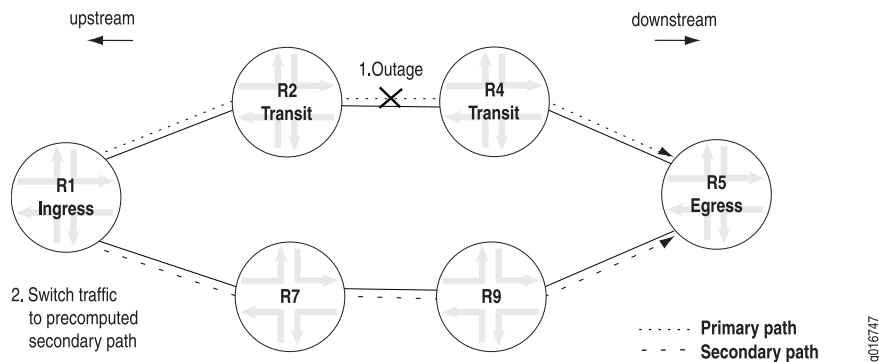 upstream
downstream
1.Outage
R2
Transit
R4
Transit
R1
Ingress
R5
Egress
2. Switch traffic
to precomputed
secondary path
R7
R9
Primary path
Secondary path
g016747